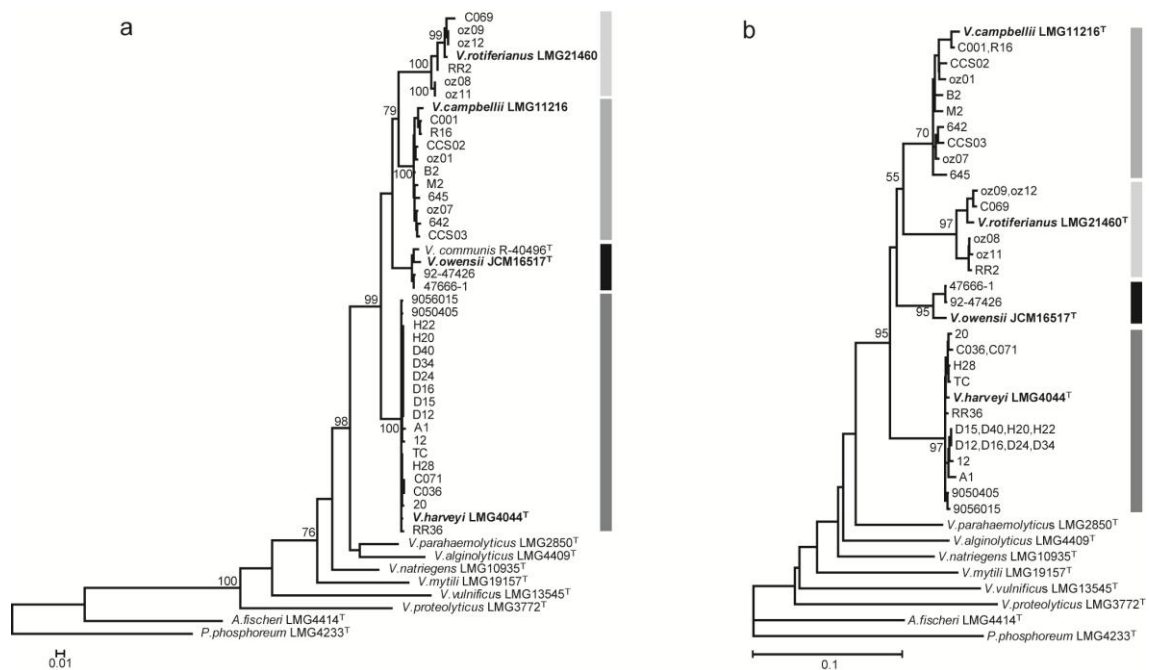 a
C069
99
oz09
oz12
V.rotiferianus LMG21460
100
RR2
oz08
100
oz11
79
V.campbellii LMG11216
C001
R16
CCS02
oz01
100
B2
M2
645
oz07
642
CCS03
V. communis R-40496T
V.owensii JCM16517T
92-47426
47666-1
99
9056015
9050405
H22
H20
D40
D34
D24
D16
D15
D12
A1
100
12
TC
H28
C071
C036
20
V.harveyi LMG4044T
RR36
98
V.parahaemolyticus LMG2850T
76
V.alginolyticus LMG4409T
V.natriegens LMG10935T
V.mytili LMG19157T
100
V.vulnificus LMG13545T
V.proteolyticus LMG3772T
A.fischeri LMG4414T
P.phosphoreum LMG4233T
0.01
b
V.campbellii LMG11216T
C001,R16
CCS02
oz01
B2
M2
70
642
CCS03
oz07
645
55
oz09,oz12
C069
97
V.rotiferianus LMG21460T
oz08
oz11
RR2
47666-1
92-47426
95
V.owensii JCM16517T
95
20
C036,C071
H28
TC
V.harveyi LMG4044T
RR36
D15,D40,H20,H22
97
D12,D16,D24,D34
12
A1
9050405
9056015
V.parahaemolyticus LMG2850T
V.alginolyticus LMG4409T
V.natriegens LMG10935T
V.mytili LMG19157T
V.vulnificus LMG13545T
V.proteolyticus LMG3772T
A.fischeri LMG4414T
P.phosphoreum LMG4233T
0.1